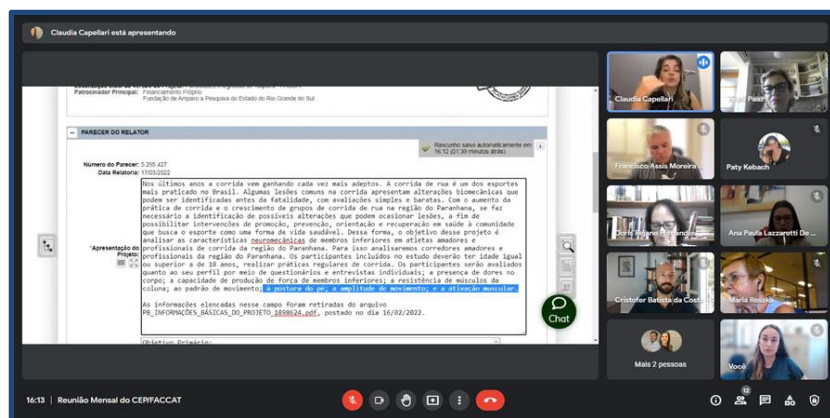 Claudia Capellari está apresentando
Patrocinador Principal: Financiamento Próprio
Fundação de Amparo a Pesquisa do Estado do Rio Grande do Sul
PARECER DO RELATOR
Rascunho salvo automaticamente em
16:12 (01:39 minutos atrás).
Número do Parecer: 5.295.427
Data Relatoria: 17/03/2022
*Apresentação do
Projeto:
Nos últimos anos a corrida vem ganhando cada vez mais adeptos. A corrida de rua é um dos esportes
mais praticado no Brasil. Algumas lesões comuns na corrida apresentam alterações biomecânicas que
podem ser identificadas antes da fatalidade, com avaliações simples e baratas. Com o aumento da
prática de corrida e o crescimento de grupos de corrida de rua na região do Paranhana, se faz
necessário a identificação de possíveis alterações que podem ocasionar lesões, a fim de
possibilitar intervenções de promoção, prevenção, orientação e recuperação em saúde à comunidade
que busca o esporte como uma forma de vida saudável. Dessa forma, o objetivo desse projeto é
analisar as características neuromecânicas de membros inferiores em atletas amadores e
profissionais de corrida da região do Paranhana. Para isso analisaremos corredores amadores e
profissionais da região do Paranhana. Os participantes incluídos no estudo deverão ter idade igual
ou superior a de 18 anos, realizar práticas regulares de corrida. Os participantes serão avaliados
quanto ao seu perfil por meio de questionários e entrevistas individuais; a presença de dores no
corpo; a capacidade de produção de força de membros inferiores; a resistência de músculos da
coluna; ao padrão de movimento; a postura do pé; a amplitude de movimento; e a ativação muscular.
As informações elencadas nesse campo foram retiradas do arquivo
PB_INFORMAÇÕES_BÁSICAS_DO_PROJETO_1898624.pdf, postado no dia 16/02/2022.
Objetivo Primário:
Chat
Claudia Capellari
Paaz
Francisco Assis Moreira
Paty Kebach
Ana Paula Lazzaretti De ...
Cristofer Batista da Costa
Maria Reszki
Mais 2 pessoas
Você
16:13 | Reunião Mensal do CEP/FACCAT
12